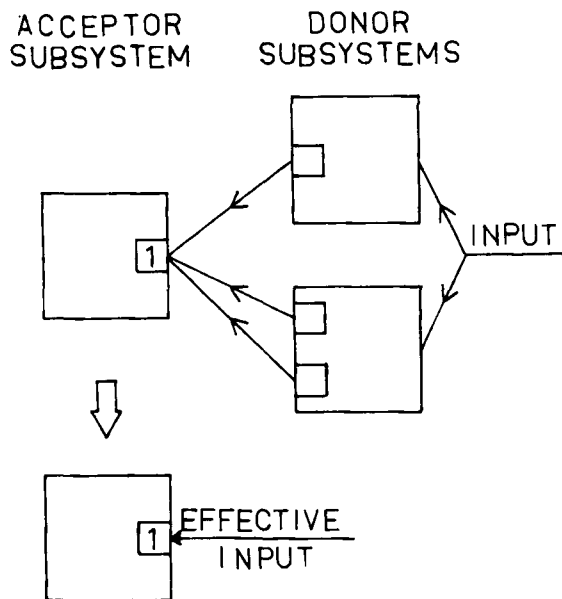 ACCEPTOR
SUBSYSTEM
DONOR
SUBSYSTEMS
INPUT
1
1
EFFECTIVE
INPUT